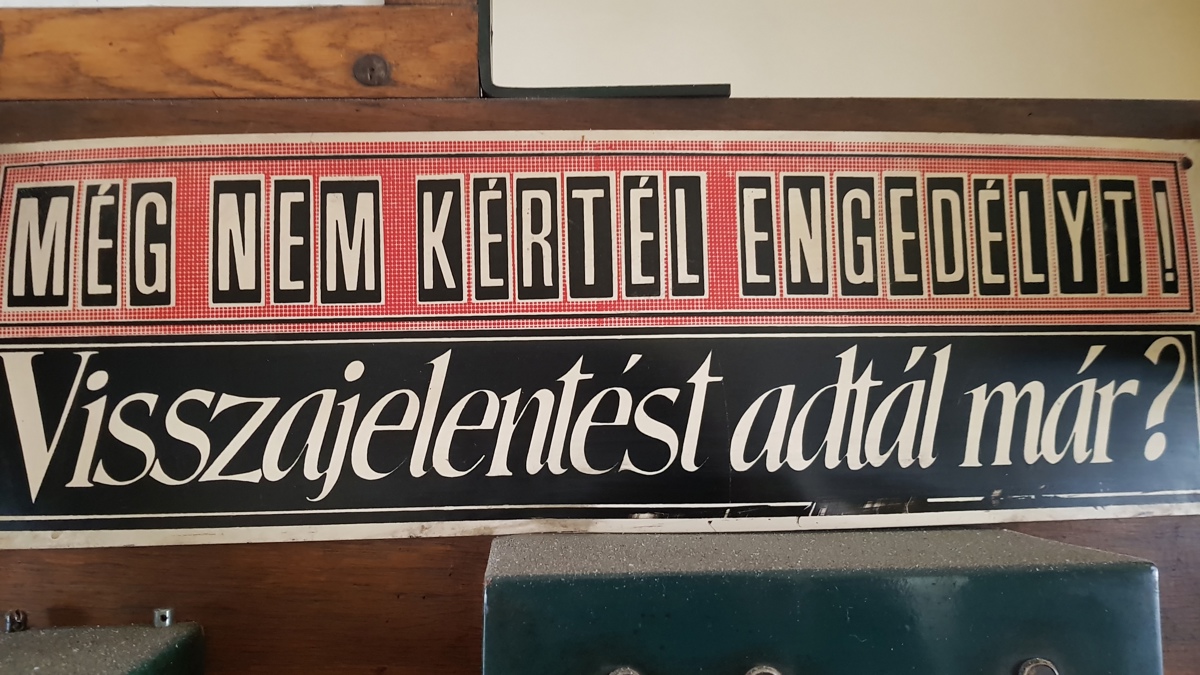 MÉG NEM KÉRTÉL ENGEDÉLYT!
Visszajelentést adtál már?